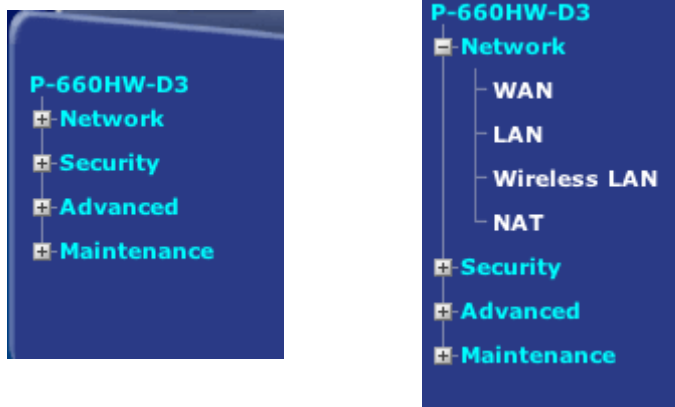 P-660HW-D3
Network
Security
Advanced
Maintenance
P-660HW-D3
Network
WAN
LAN
Wireless LAN
NAT
Security
Advanced
Maintenance